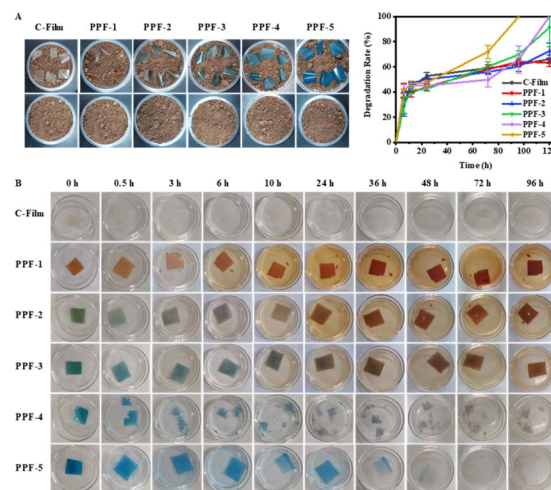 A
C-Film PPF-1 PPF-2 PPF-3 PPF-4 PPF-5
Degradation Rate (%)
100
80
60
40
20
0
0 20 40 60 80 100 120
Time (h)
C-Film
PPF-1
PPF-2
PPF-3
PPF-4
PPF-5
B
0 h 0.5 h 3 h 6 h 10 h 24 h 36 h 48 h 72 h 96 h
C-Film
PPF-1
PPF-2
PPF-3
PPF-4
PPF-5